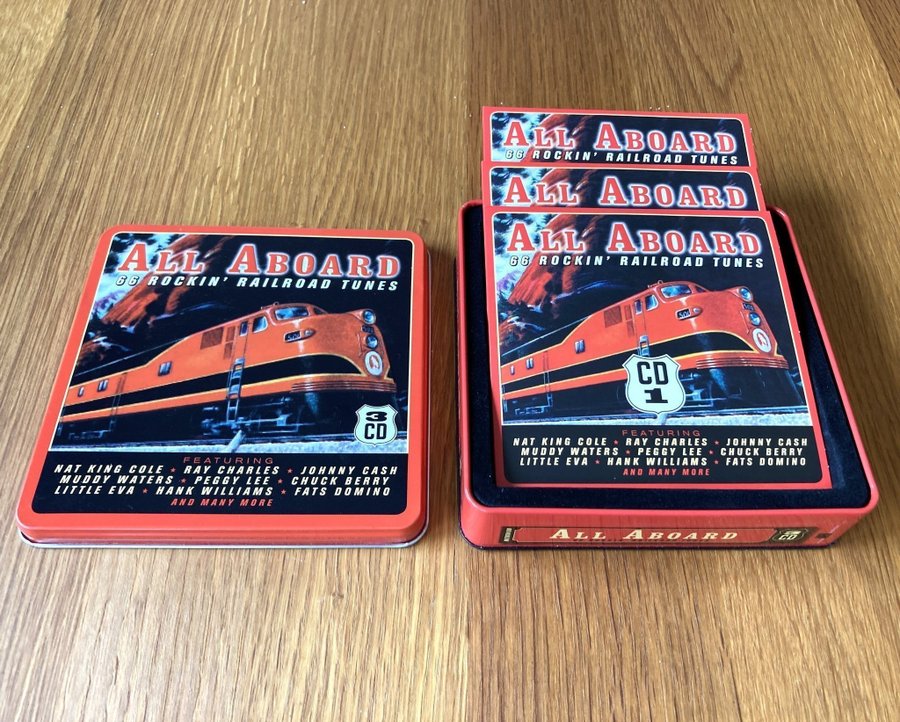 ALL ABOARD
66 ROCKIN' RAILROAD TUNES
3
CD
FEATURING
NAT KING COLE ★ RAY CHARLES ★ JOHNNY CASH
MUDDY WATERS ★ PEGGY LEE ★ CHUCK BERRY
LITTLE EVA ★ HANK WILLIAMS ★ FATS DOMINO
AND MANY MORE
ALL ABOARD
66 ROCKIN' RAILROAD TUNES
ALL ABOARD
ALL ABOARD
66 ROCKIN' RAILROAD TUNES
CD
1
FEATURING
NAT KING COLE ★ RAY CHARLES ★ JOHNNY CASH
MUDDY WATERS ★ PEGGY LEE ★ CHUCK BERRY
LITTLE EVA ★ HANK WILLIAMS ★ FATS DOMINO
AND MANY MORE
ALL ABOARD
3
CD